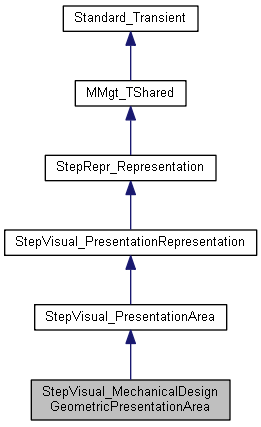 Standard_Transient
MMgt_TShared
StepRepr_Representation
StepVisual_PresentationRepresentation
StepVisual_PresentationArea
StepVisual_MechanicalDesign
GeometricPresentationArea